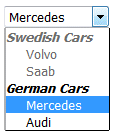 Mercedes
Swedish Cars
Volvo
Saab
German Cars
Mercedes
Audi